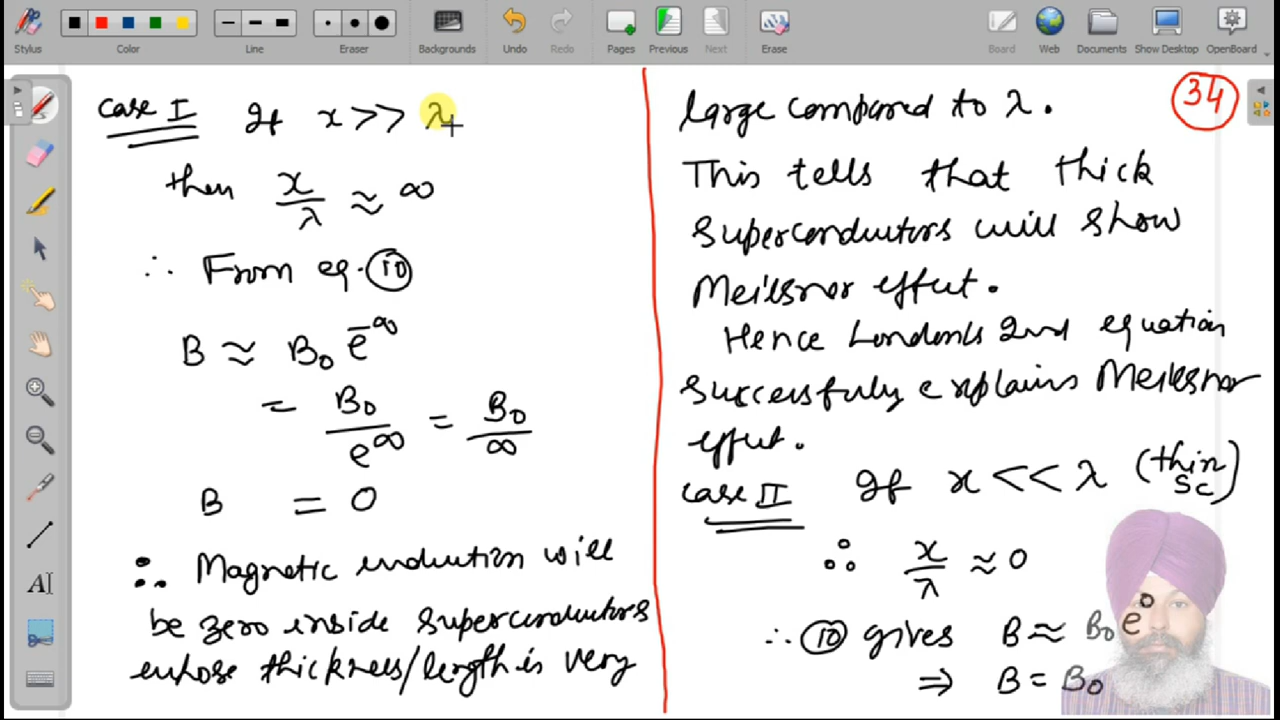 Stylus
Color
Line
Eraser
Backgrounds
Undo
Redo
Pages
Previous
Next
Erase
Board
Web
Documents
Show Desktop
OpenBoard
Case I If x >> λ
then x/λ ≈ ∞
∴ From eq. ⑩
B ≈ B₀ e^-∞
= B₀/e^∞ = B₀/∞
B = 0
∴ Magnetic induction will
be zero inside superconductors
whose thickness/length is very
34
large compared to λ.
This tells that thick
superconductors will show
Meissner effect.
Hence London's 2nd equation
successfully explains Meissner
effect.
Case II If x << λ (thin SC)
∴ x/λ ≈ 0
∴ ⑩ gives B ≈ B₀ e^0
⇒ B = B₀